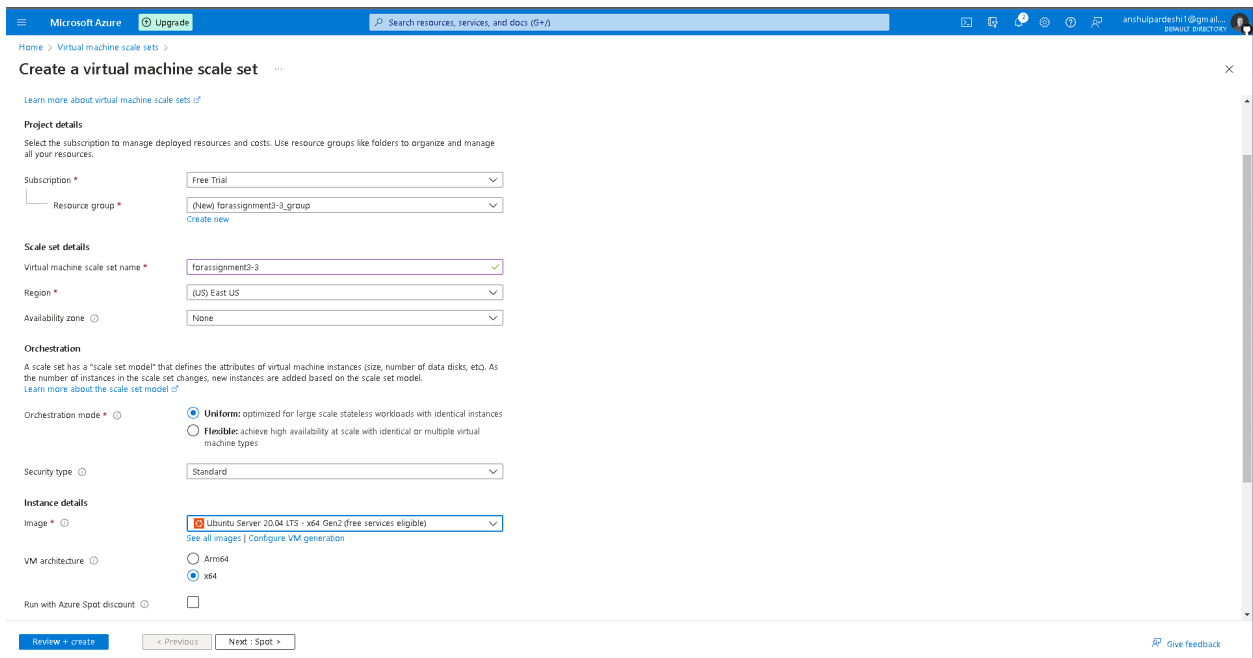 Microsoft Azure
Upgrade
Search resources, services, and docs (G+/)
2
anshulpardeshi1@gmail....
DEFAULT DIRECTORY
Home > Virtual machine scale sets >
Create a virtual machine scale set ...
Learn more about virtual machine scale sets
Project details
Select the subscription to manage deployed resources and costs. Use resource groups like folders to organize and manage
all your resources.
Subscription *
Free Trial
Resource group *
(New) forassignment3-3_group
Create new
Scale set details
Virtual machine scale set name *
forassignment3-3
Region *
(US) East US
Availability zone
None
Orchestration
A scale set has a "scale set model" that defines the attributes of virtual machine instances (size, number of data disks, etc). As
the number of instances in the scale set changes, new instances are added based on the scale set model.
Learn more about the scale set model
Orchestration mode *
Uniform: optimized for large scale stateless workloads with identical instances
Flexible: achieve high availability at scale with identical or multiple virtual
machine types
Security type
Standard
Instance details
Image *
Ubuntu Server 20.04 LTS - x64 Gen2 (free services eligible)
See all images | Configure VM generation
VM architecture
Arm64
x64
Run with Azure Spot discount
Review + create
< Previous
Next : Spot >
Give feedback